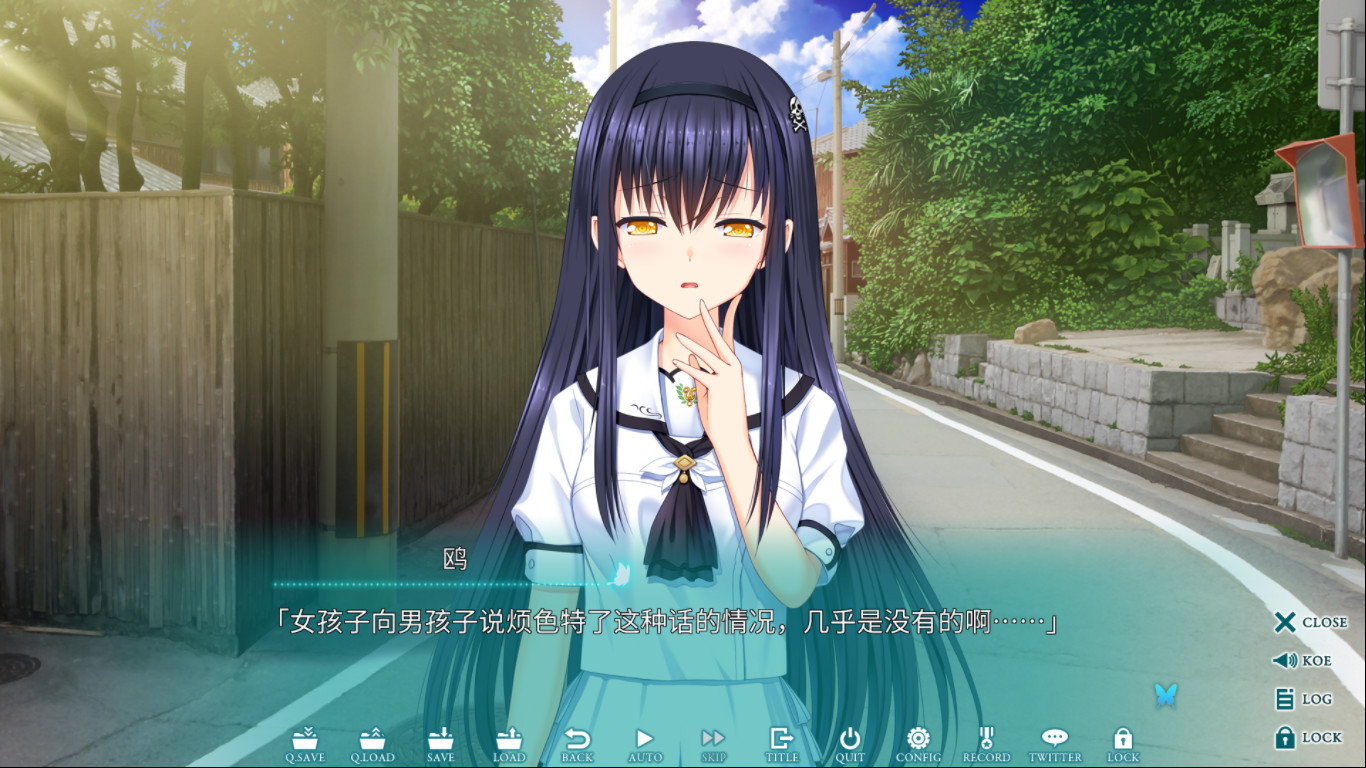 鸥
「女孩子向男孩子说烦色特了这种话的情况，几乎是没有的啊……」
CLOSE
KOE
LOG
LOCK
Q.SAVE Q.LOAD SAVE LOAD BACK AUTO SKIP TITLE QUIT CONFIG RECORD TWITTER LOCK